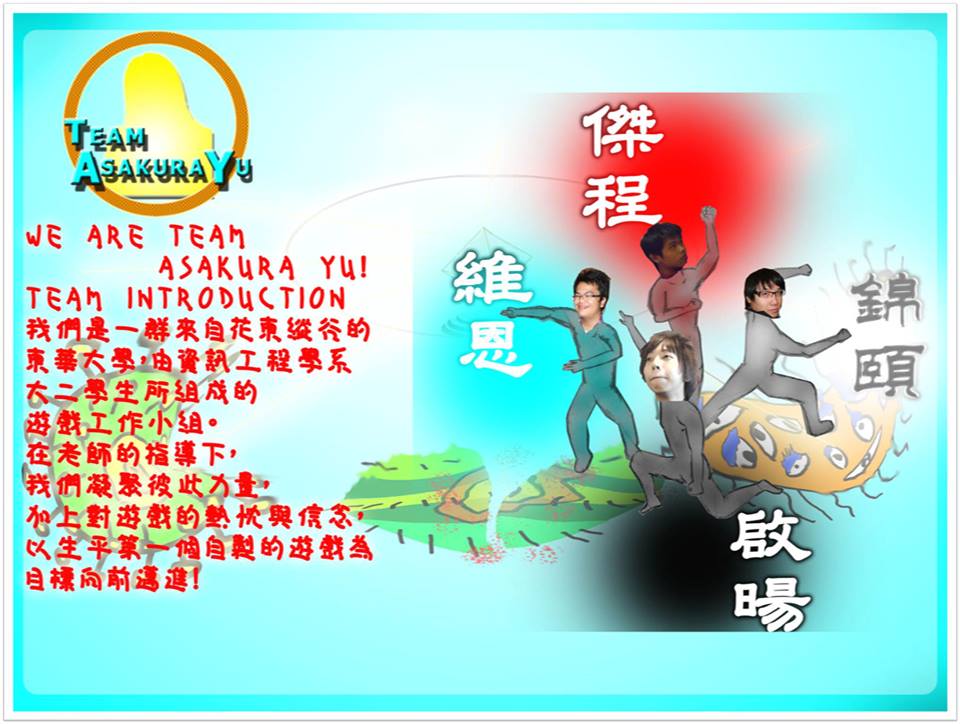 TEAM
ASAKURAYU
WE ARE TEAM
ASAKURA YU!
TEAM INTRODUCTION
我們是一群來自花東縱谷的
東華大學,由資訊工程學系
大二學生所組成的
遊戲工作小組。
在老師的指導下,
我們凝聚彼此力量,
加上對遊戲的熱忱與信念,
以生平第一個自製的遊戲為
目標向前邁進!
傑程
維恩
錦頤
啟暘